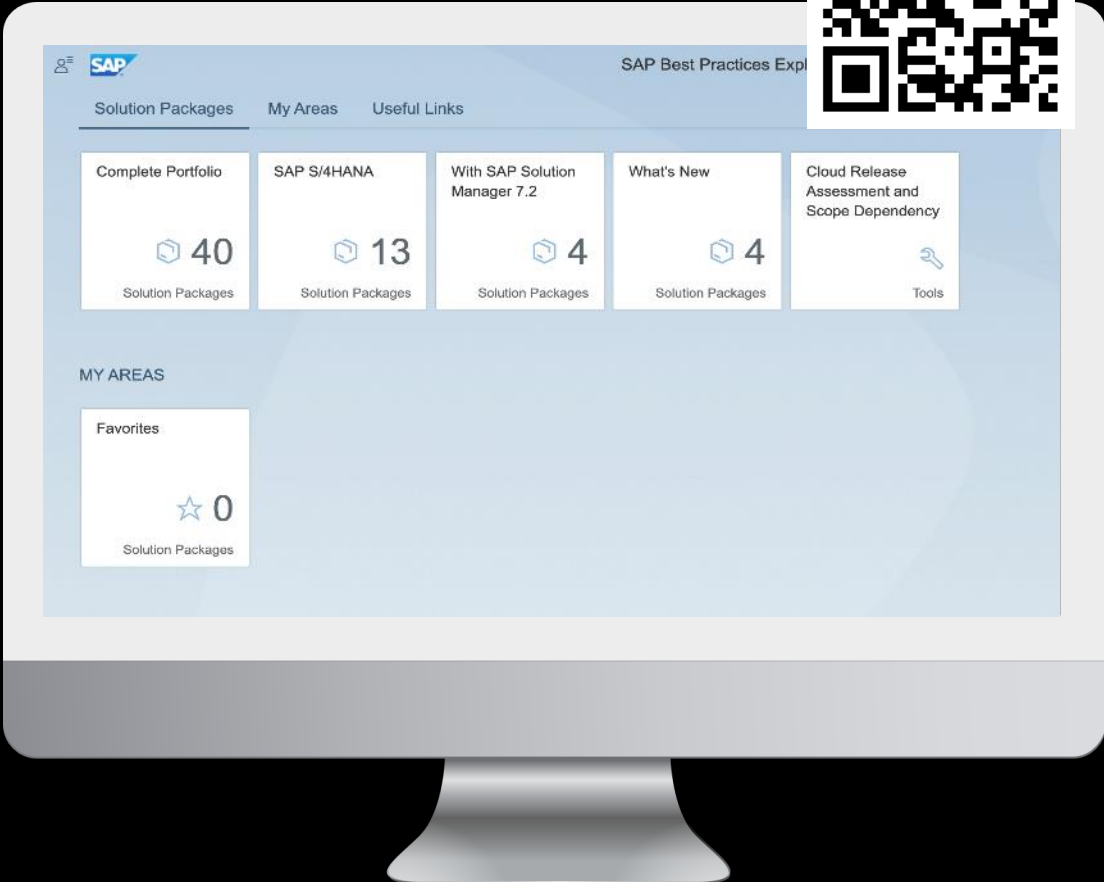 SAP
SAP Best Practices Expl
Solution Packages
My Areas
Useful Links
Complete Portfolio
40
Solution Packages
SAP S/4HANA
13
Solution Packages
With SAP Solution
Manager 7.2
4
Solution Packages
What's New
4
Solution Packages
Cloud Release
Assessment and
Scope Dependency
Tools
MY AREAS
Favorites
0
Solution Packages